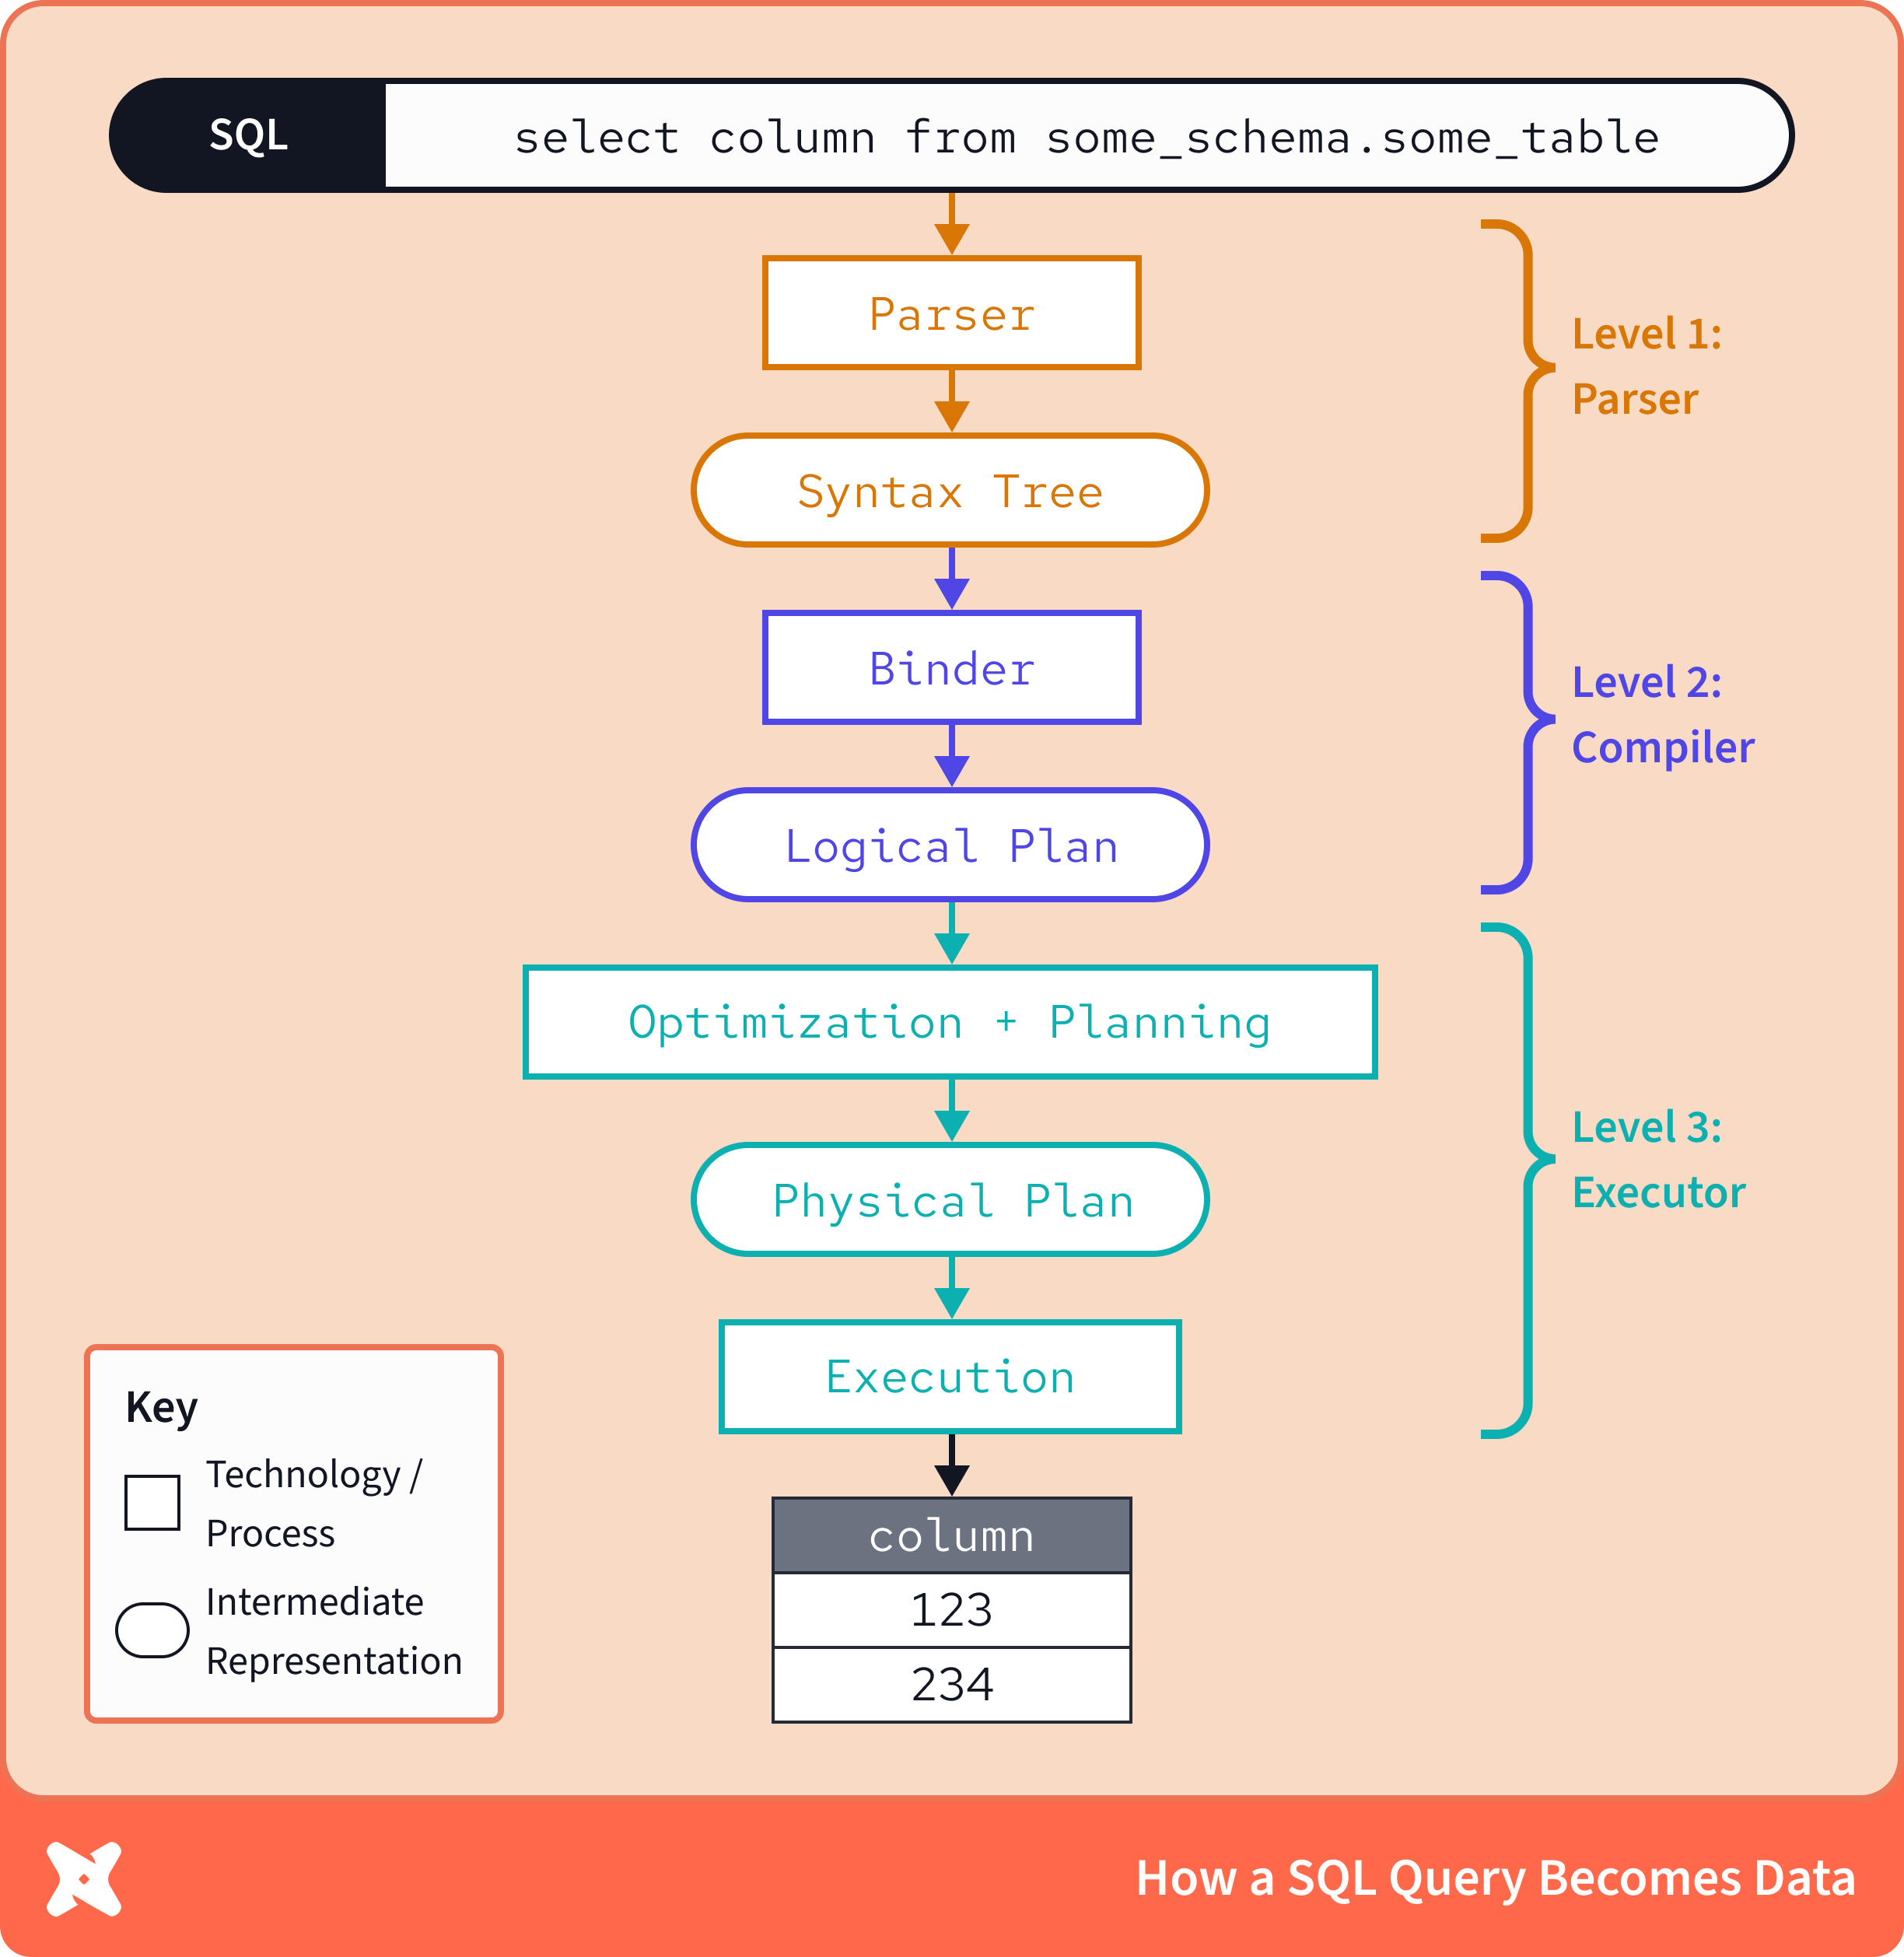 SQL
select column from some_schema.some_table
Parser
Level 1:
Parser
Syntax Tree
Binder
Level 2:
Compiler
Logical Plan
Optimization + Planning
Level 3:
Executor
Physical Plan
Execution
Key
Technology /
Process
Intermediate
Representation
column
123
234
How a SQL Query Becomes Data